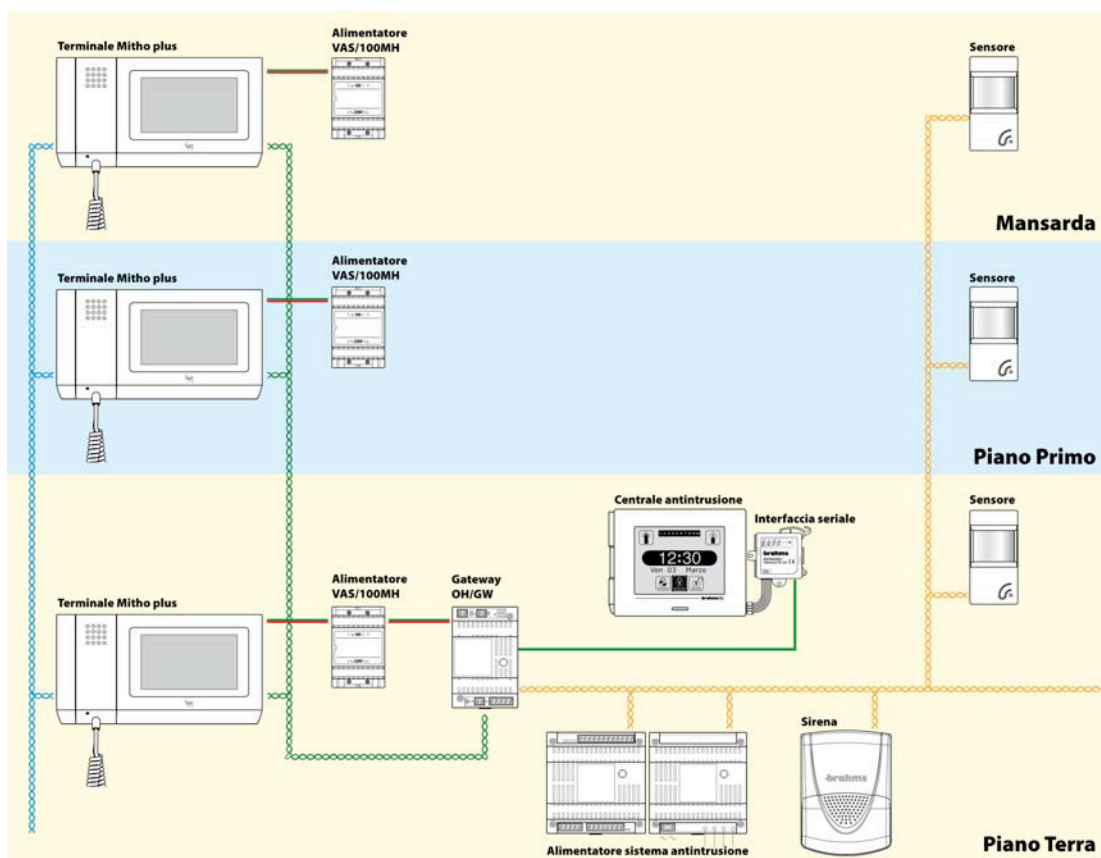 Terminale Mitho plus
Alimentatore
VAS/100MH
Sensore
Mansarda
Terminale Mitho plus
Alimentatore
VAS/100MH
Sensore
Piano Primo
Sensore
Centrale antintrusione
Interfaccia seriale
brahms
12:30
Ven 03 Marzo
brahms
Terminale Mitho plus
Alimentatore
VAS/100MH
Gateway
OH/GW
Sirena
brahms
Alimentatore sistema antintrusione
Piano Terra